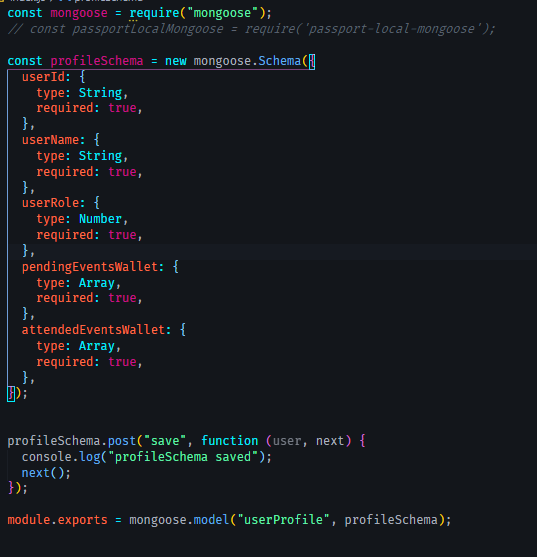 const mongoose = require("mongoose");
// const passportLocalMongoose = require('passport-local-mongoose');
const profileSchema = new mongoose.Schema({
  userId: {
    type: String,
    required: true,
  },
  userName: {
    type: String,
    required: true,
  },
  userRole: {
    type: Number,
    required: true,
  },
  pendingEventsWallet: {
    type: Array,
    required: true,
  },
  attendedEventsWallet: {
    type: Array,
    required: true,
  },
});
profileSchema.post("save", function (user, next) {
  console.log("profileSchema saved");
  next();
});
module.exports = mongoose.model("userProfile", profileSchema);